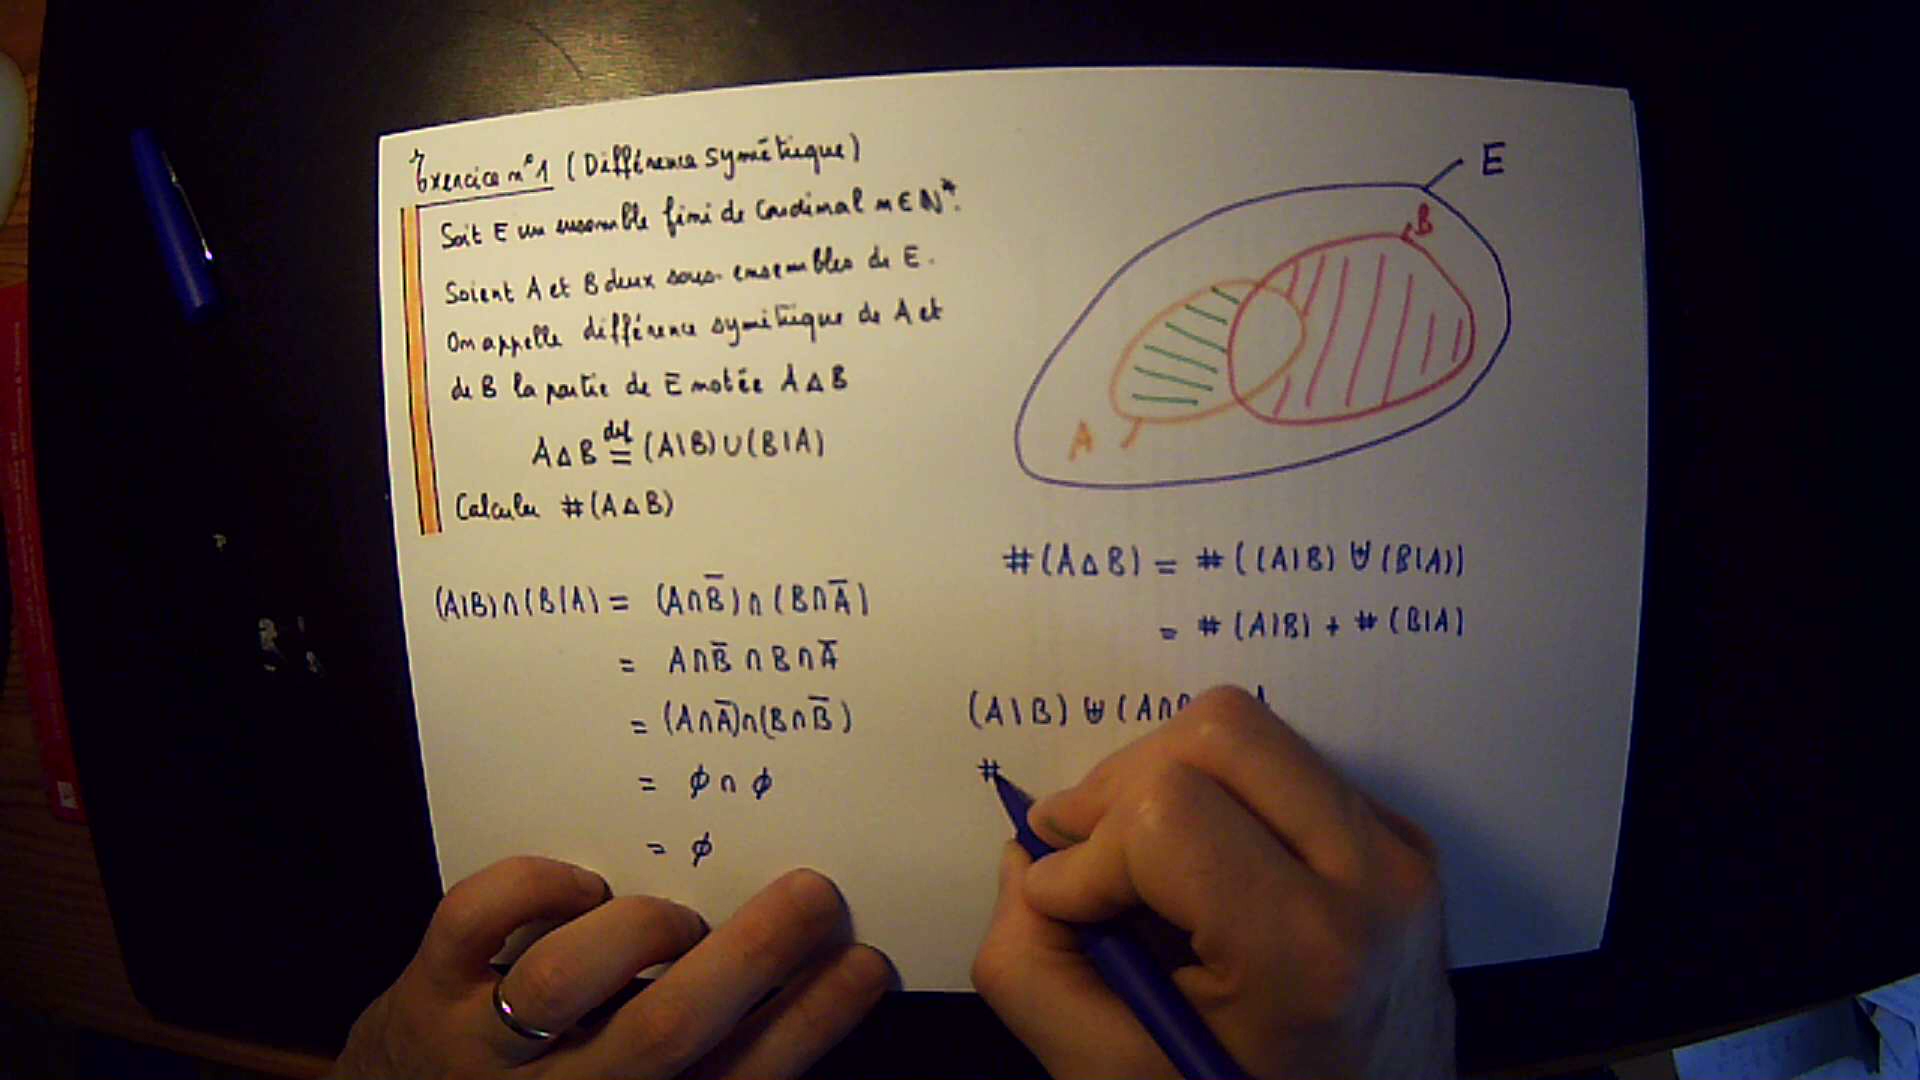 Exercice n°1 (Différence symétrique)
Soit E un ensemble fini de Cardinal n ∈ ℕ*.
Soient A et B deux sous-ensembles de E.
On appelle différence symétrique de A et
de B la partie de E notée A Δ B
A Δ B def= (A\B) ∪ (B\A)
Calculer #(A Δ B)
(A\B) ∩ (B\A) = (A ∩ B̅) ∩ (B ∩ A̅)
= A ∩ B̅ ∩ B ∩ A̅
= (A ∩ A̅) ∩ (B ∩ B̅)
= ∅ ∩ ∅
= ∅
E
B
A
#(A Δ B) = #((A\B) ⊎ (B\A))
= #(A\B) + #(B\A)
(A\B) ⊎ (A ∩
#